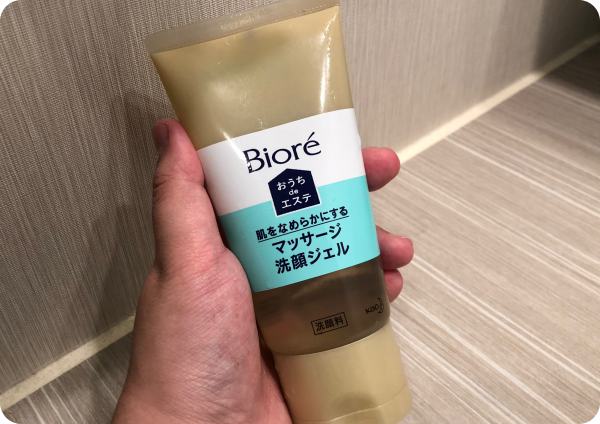 Bioré
おうち
de
エステ
肌をなめらかにする
マッサージ
洗顔ジェル
洗顔料
Kao